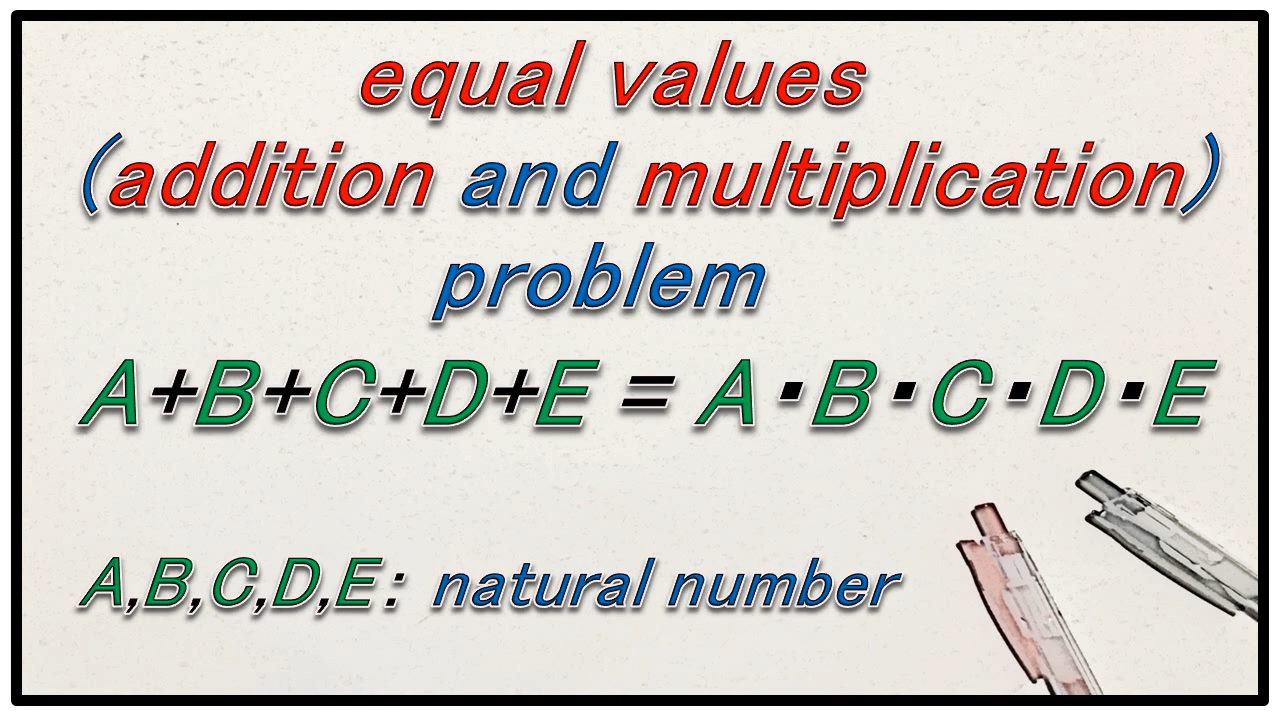 equal values
(addition and multiplication)
problem
A+B+C+D+E = A・B・C・D・E
A,B,C,D,E: natural number